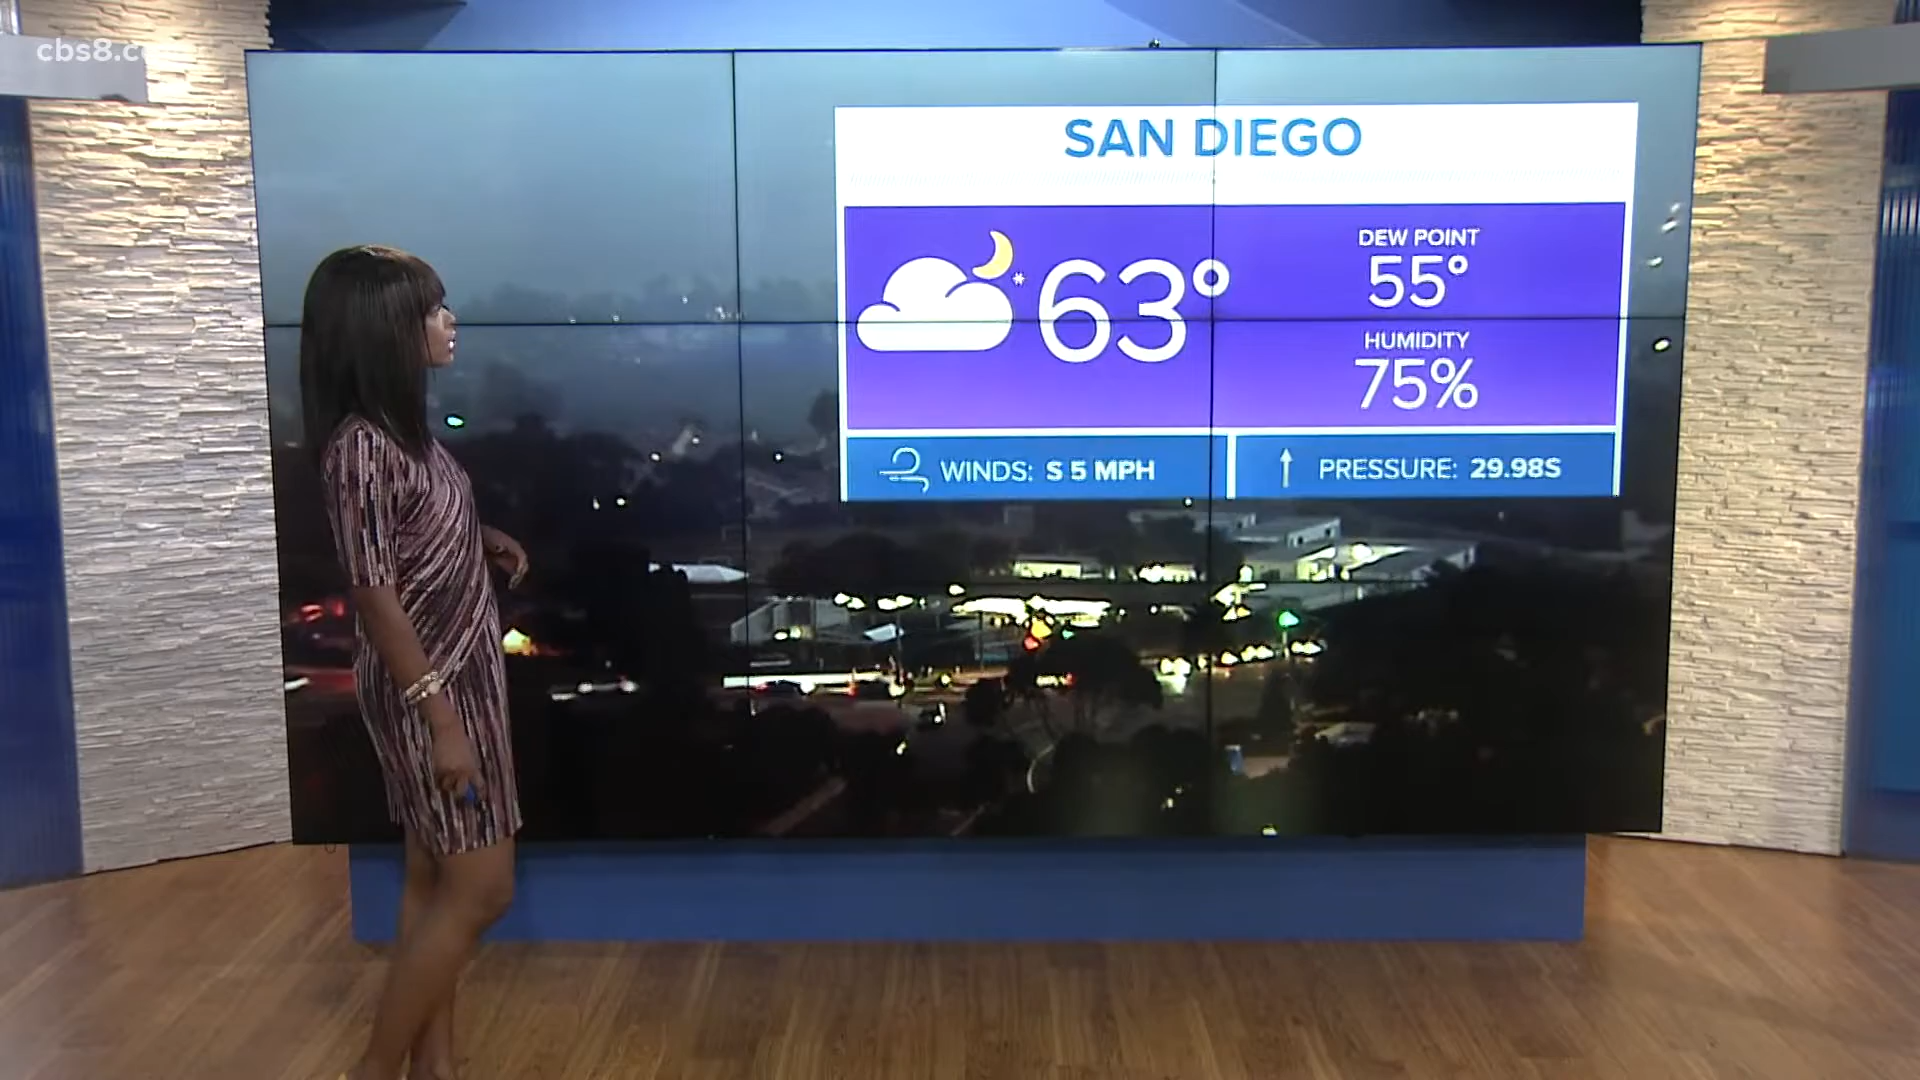 cbs8.c
SAN DIEGO
63°
DEW POINT
55°
HUMIDITY
75%
WINDS: S 5 MPH
PRESSURE: 29.98S